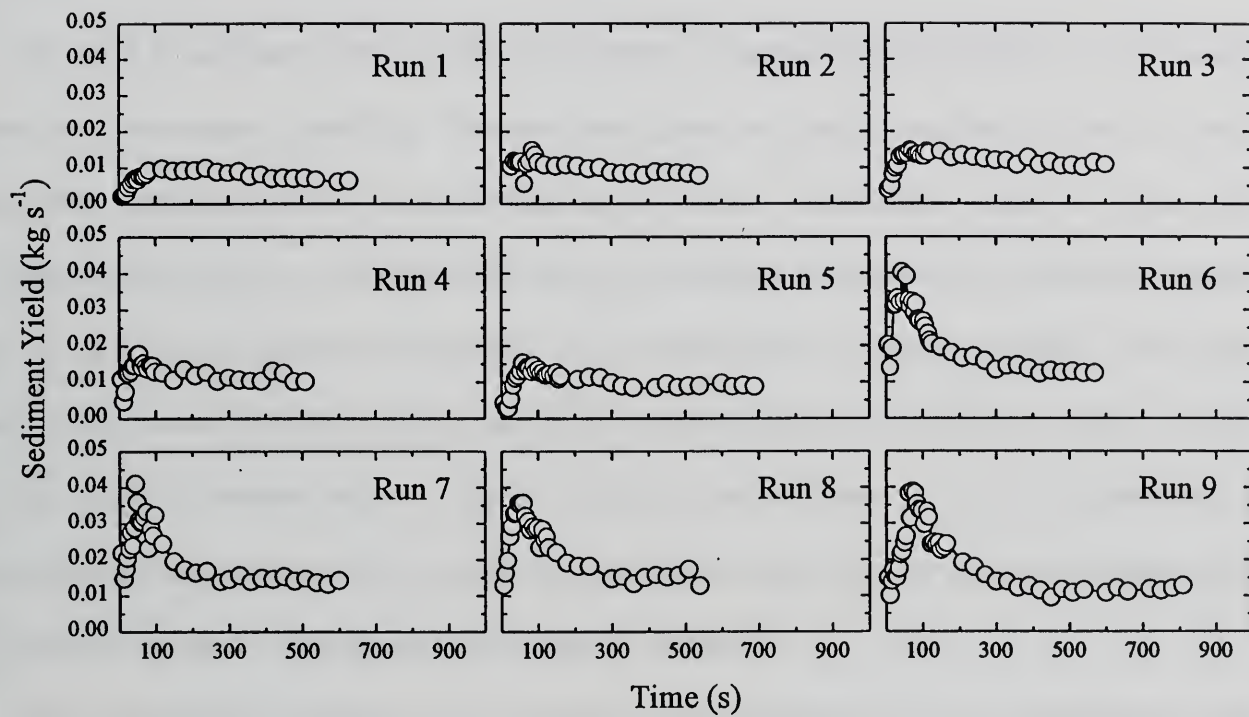 0.05
0.04
0.03
0.02
0.01
0.00
Run 1
Run 2
Run 3
0.05
0.04
0.03
0.02
0.01
0.00
Run 4
Run 5
Run 6
0.05
0.04
0.03
0.02
0.01
0.00
Run 7
Run 8
Run 9
100 300 500 700 900 100 300 500 700 900 100 300 500 700 900
Sediment Yield (kg s⁻¹)
Time (s)